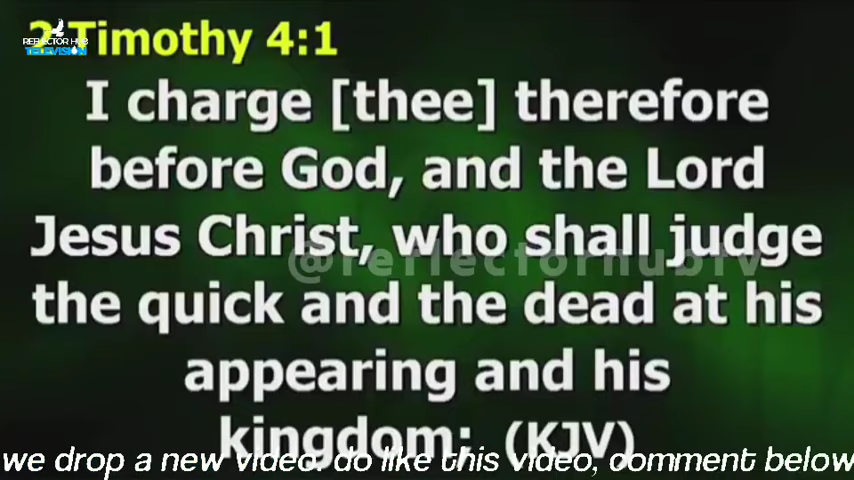 2 Timothy 4:1
REFLECTOR HUB
TELEVISION
I charge [thee] therefore
before God, and the Lord
Jesus Christ, who shall judge
@reflectorhubtv
the quick and the dead at his
appearing and his
kingdom; (KJV)
we drop a new video. do like this video, comment below